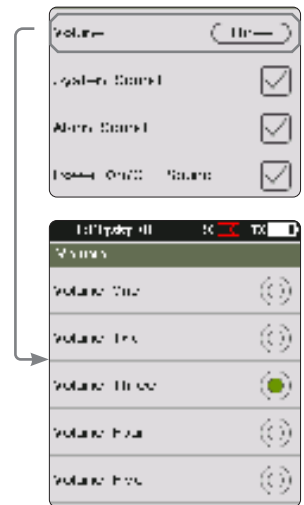 Volume
System Sound
Alarm Sound
Power On/Off Sound
TX
Volume
Volume One
Volume Two
Volume Three
Volume Four
Volume Five